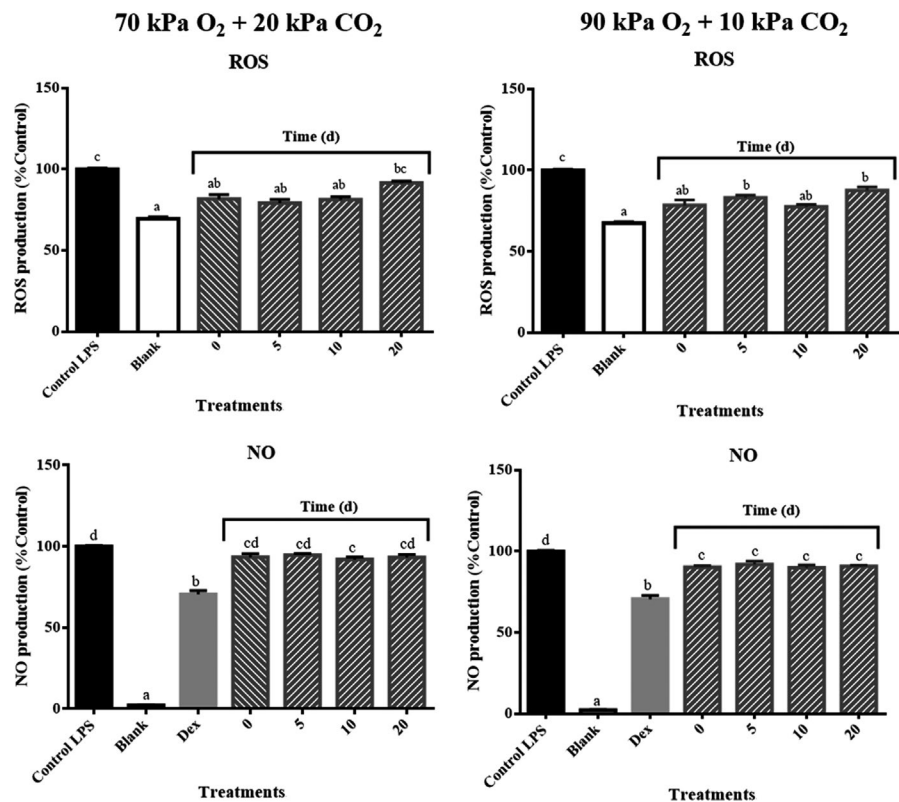 70 kPa O₂ + 20 kPa CO₂
ROS
ROS production (%Control)
150
100
50
0
Time (d)
c
a
ab
ab
ab
bc
Control LPS
Blank
0
5
10
20
Treatments
90 kPa O₂ + 10 kPa CO₂
ROS
ROS production (%Control)
150
100
50
0
Time (d)
c
a
ab
b
ab
b
Control LPS
Blank
0
5
10
20
Treatments
NO
NO production (%Control)
150
100
50
0
Time (d)
d
a
b
cd
cd
c
cd
Control LPS
Blank
Dex
0
5
10
20
Treatments
NO
NO production (%Control)
150
100
50
0
Time (d)
d
a
b
c
c
c
c
Control LPS
Blank
Dex
0
5
10
20
Treatments